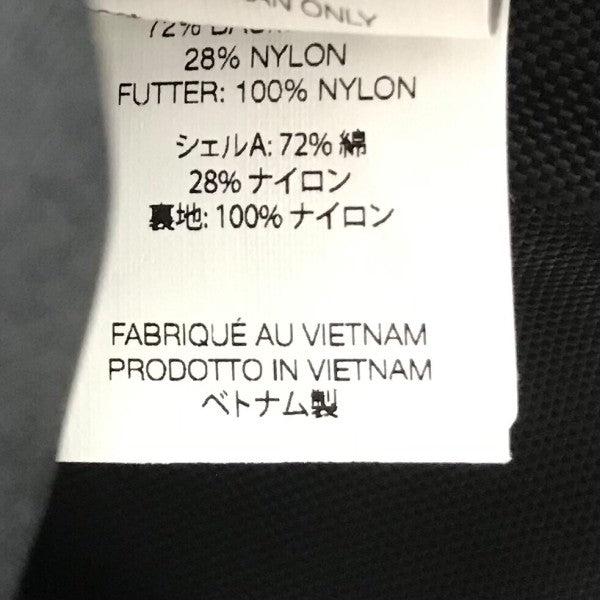 ONLY
28% NYLON
FUTTER: 100% NYLON
シェルA: 72% 綿
28% ナイロン
裏地: 100% ナイロン
FABRIQUÉ AU VIETNAM
PRODOTTO IN VIETNAM
ベトナム製